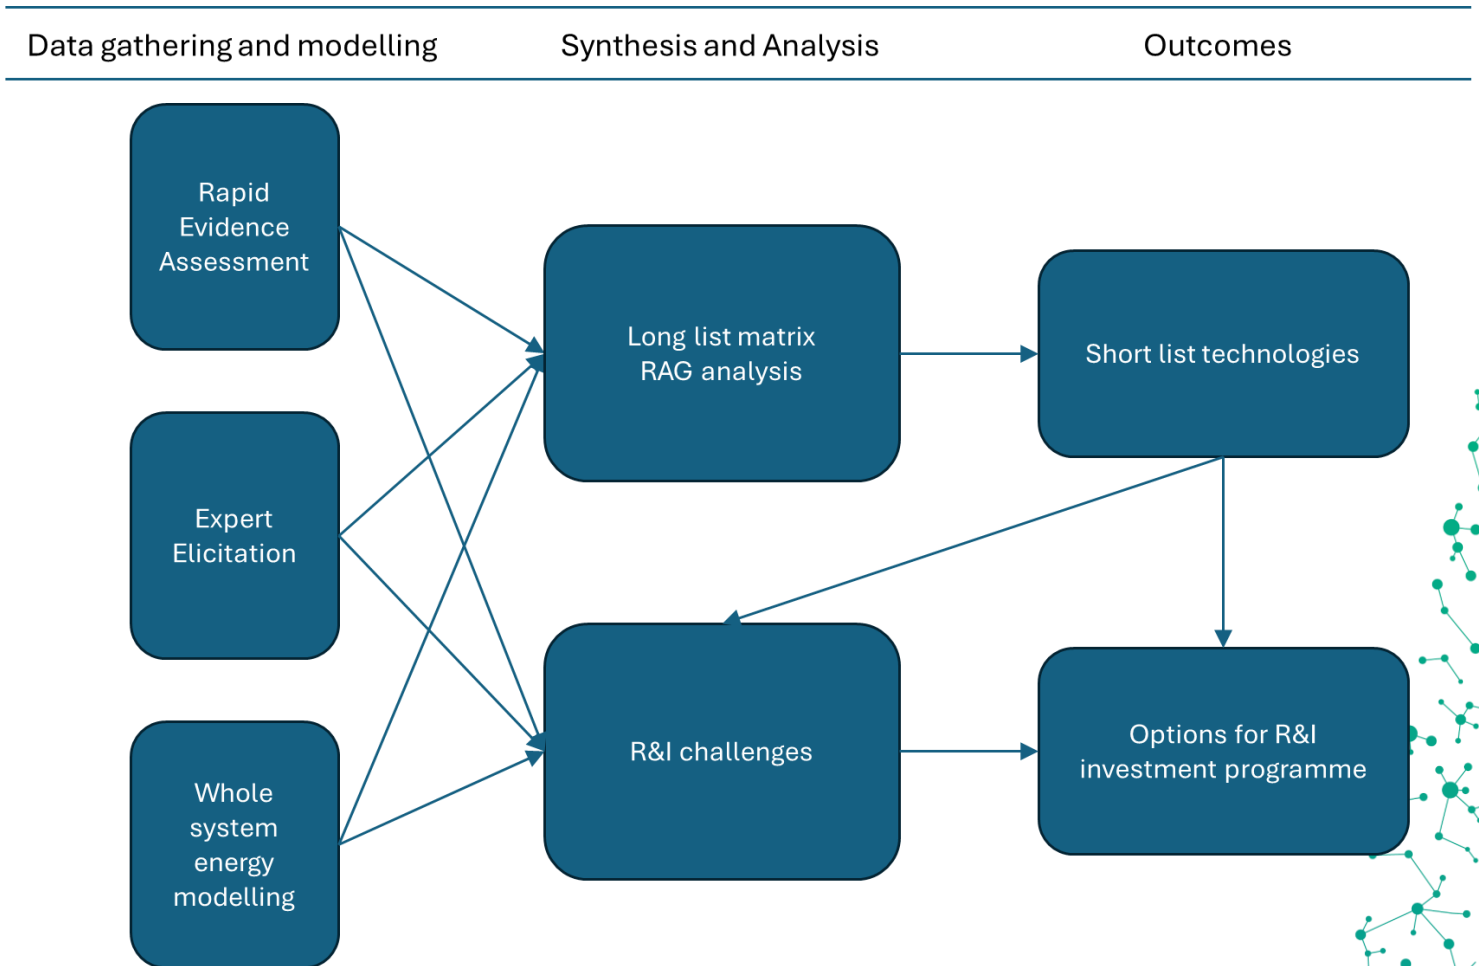 Data gathering and modelling
Synthesis and Analysis
Outcomes
Rapid
Evidence
Assessment
Expert
Elicitation
Whole
system
energy
modelling
Long list matrix
RAG analysis
R&I challenges
Short list technologies
Options for R&I
investment programme